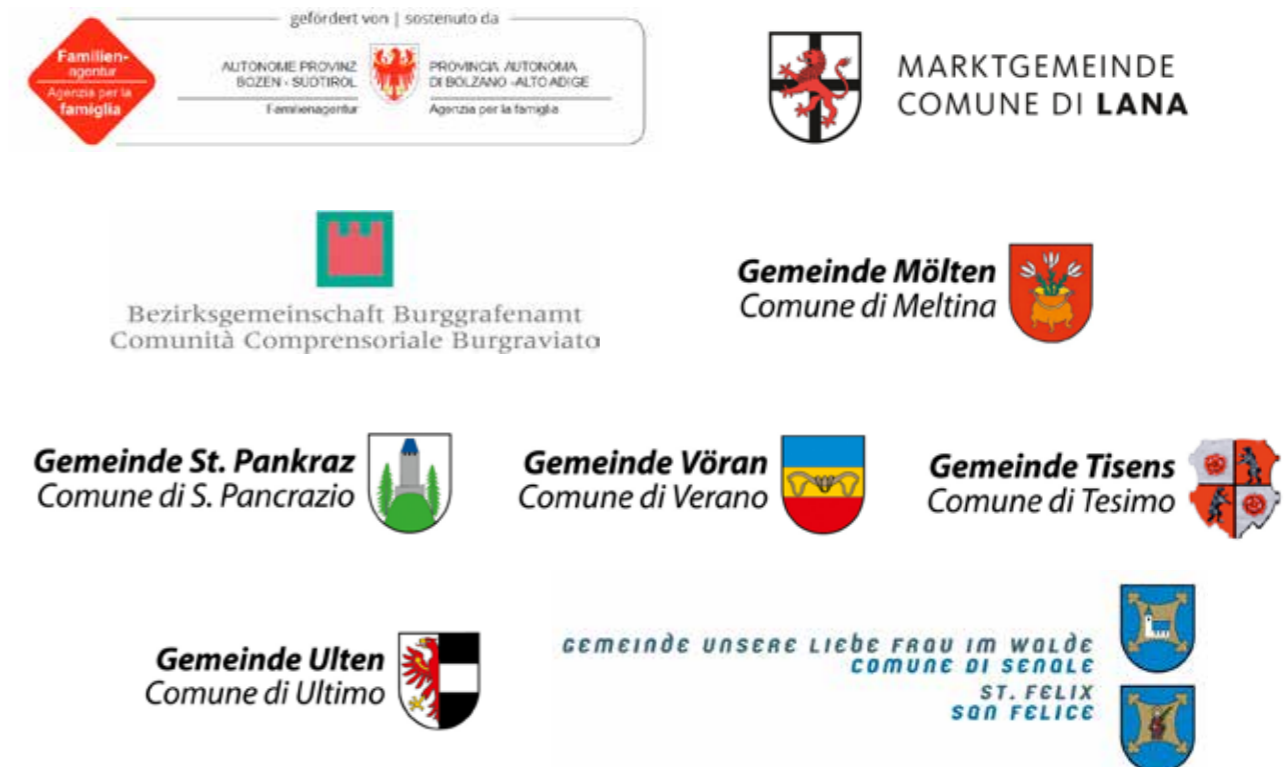 gefördert von | sostenuto da
Familien-
agentur
Agenzia per la
famiglia
AUTONOME PROVINZ
BOZEN - SÜDTIROL
Familienagentur
PROVINCIA AUTONOMA
DI BOLZANO - ALTO ADIGE
Agenzia per la famiglia
MARKTGEMEINDE
COMUNE DI LANA
Bezirksgemeinschaft Burggrafenamt
Comunità Comprensoriale Burgraviato
Gemeinde Mölten
Comune di Meltina
Gemeinde St. Pankraz
Comune di S. Pancrazio
Gemeinde Vöran
Comune di Verano
Gemeinde Tisens
Comune di Tesimo
Gemeinde Ulten
Comune di Ultimo
GEMEINDE UNSERE LIEBE FRAU IM WALDE
COMUNE DI SENALE
ST. FELIX
SAN FELICE